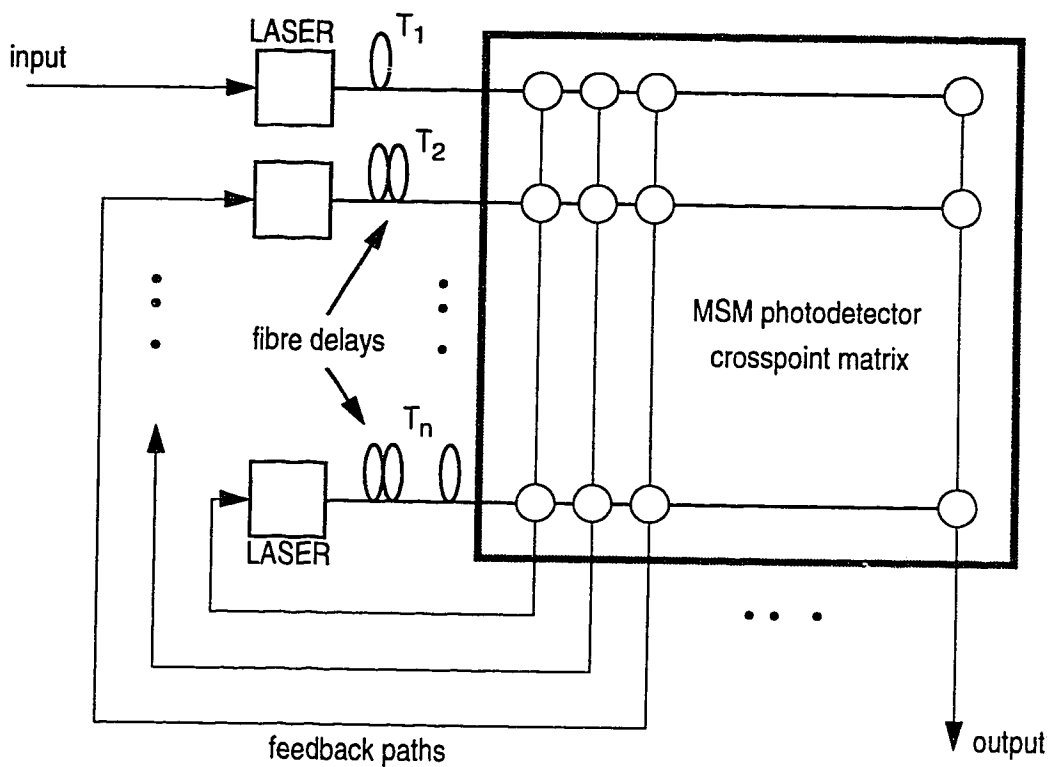 LASER
T1
input
T2
MSM photodetector
crosspoint matrix
fibre delays
Tn
LASER
feedback paths
output